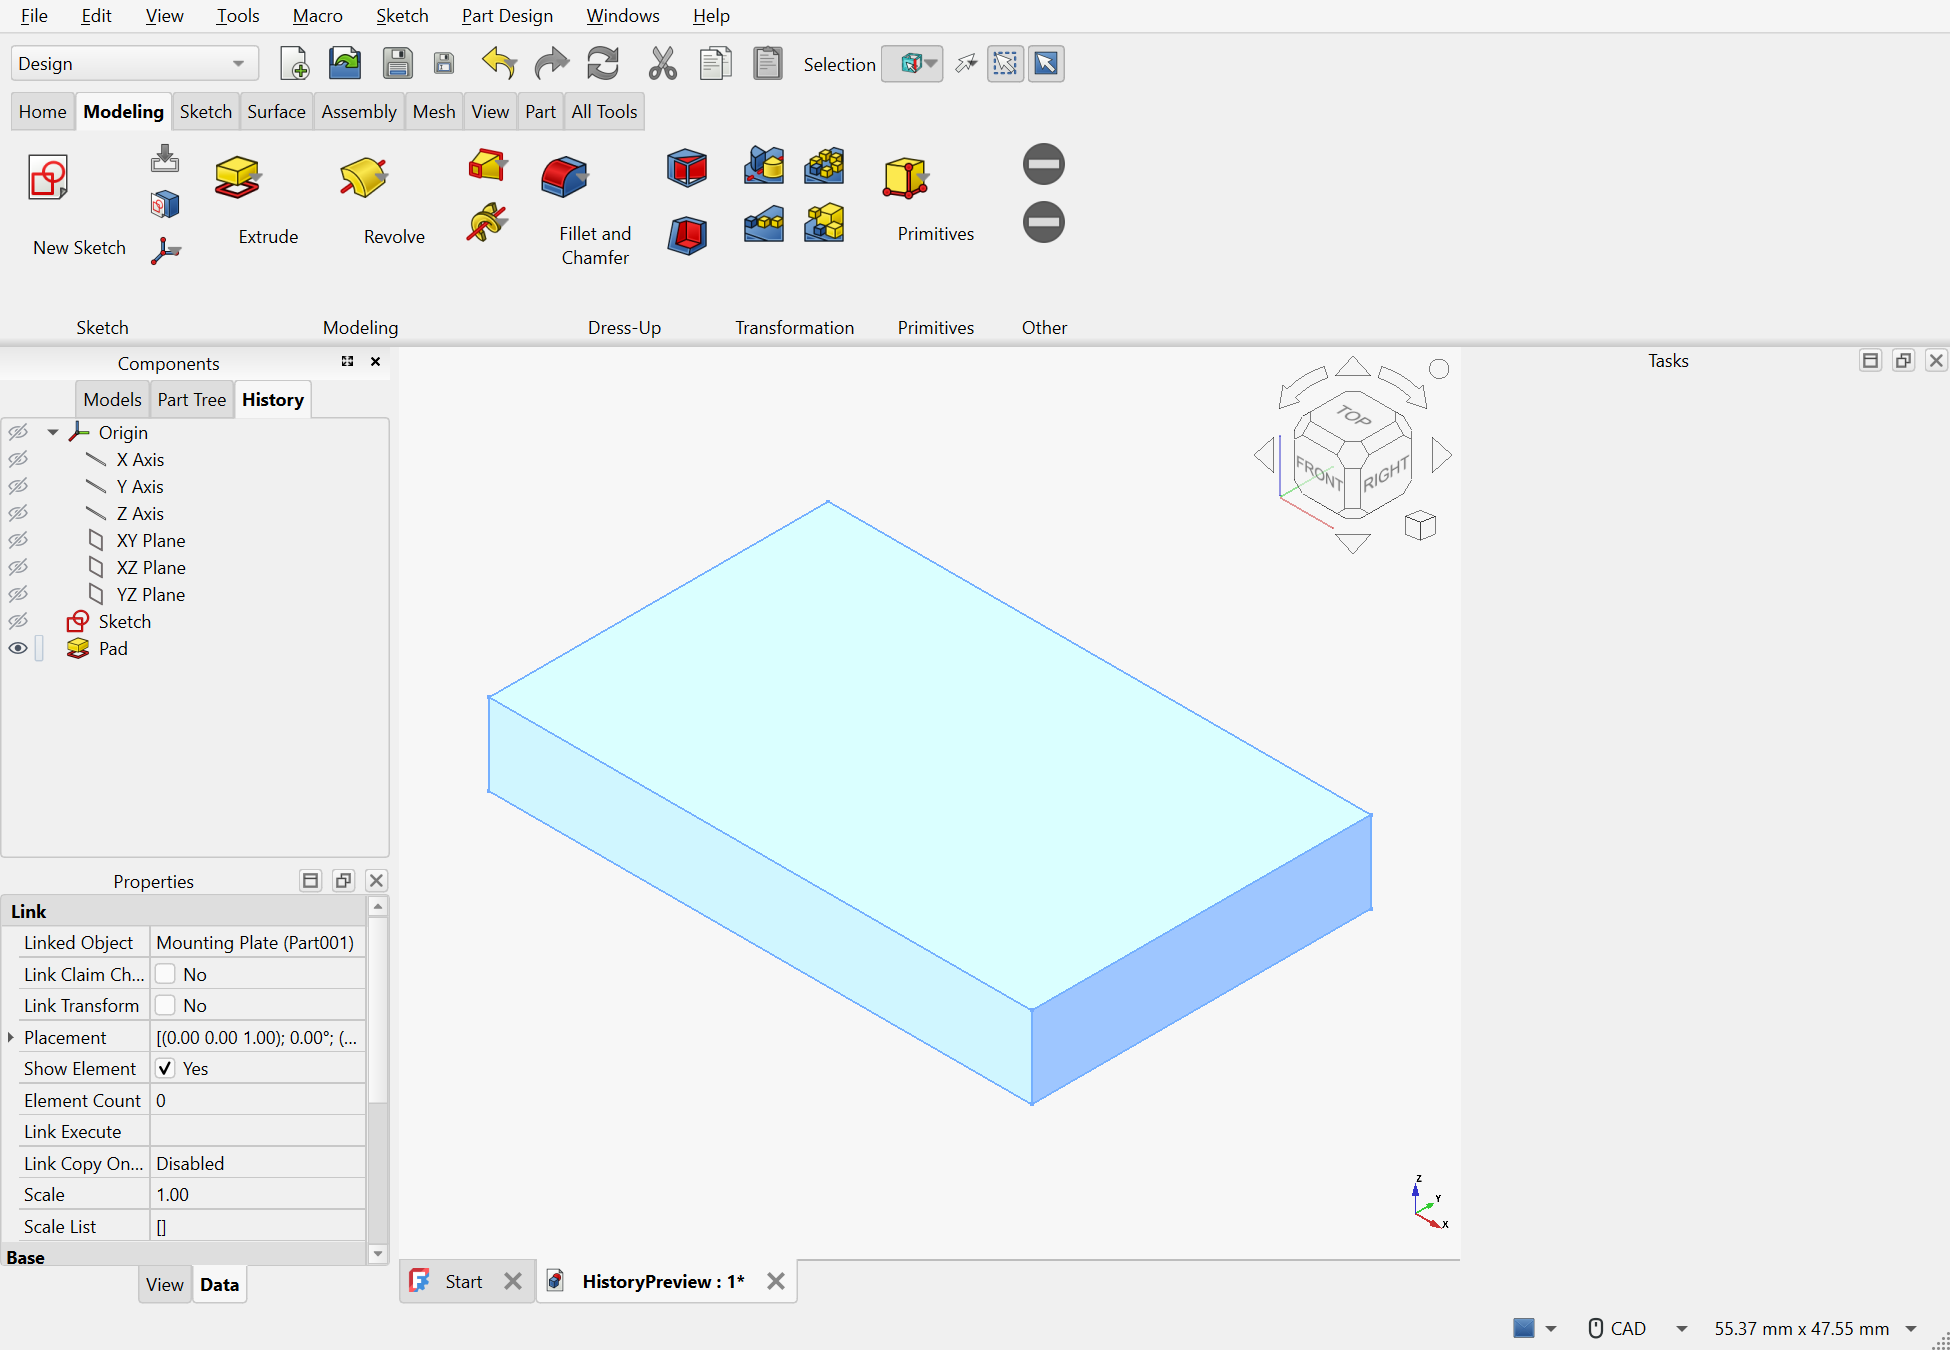 File Edit View Tools Macro Sketch Part Design Windows Help
Design
Selection
Home Modeling Sketch Surface Assembly Mesh View Part All Tools
New Sketch
Extrude
Revolve
Fillet and
Chamfer
Primitives
Sketch Modeling Dress-Up Transformation Primitives Other
Components
Models Part Tree History
Origin
X Axis
Y Axis
Z Axis
XY Plane
XZ Plane
YZ Plane
Sketch
Pad
Properties
Link
Linked Object Mounting Plate (Part001)
Link Claim Ch... No
Link Transform No
Placement [(0.00 0.00 1.00); 0.00°; (...
Show Element Yes
Element Count 0
Link Execute
Link Copy On... Disabled
Scale 1.00
Scale List []
Base
View Data
TOP
FRONT
RIGHT
Z
Y
X
Start HistoryPreview : 1*
Tasks
CAD 55.37 mm x 47.55 mm